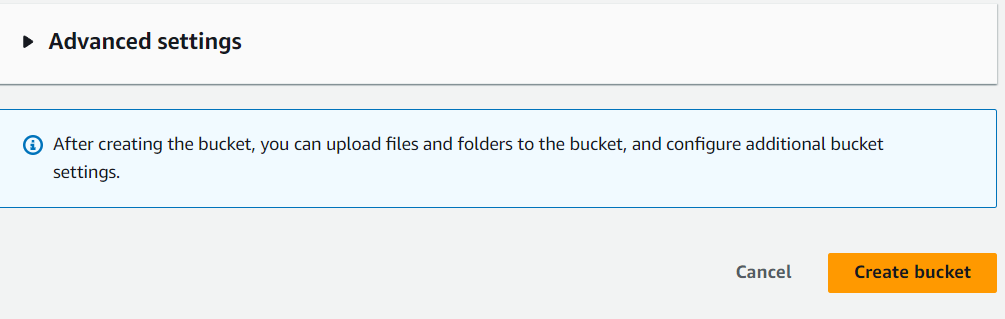 Advanced settings
After creating the bucket, you can upload files and folders to the bucket, and configure additional bucket
settings.
Cancel
Create bucket